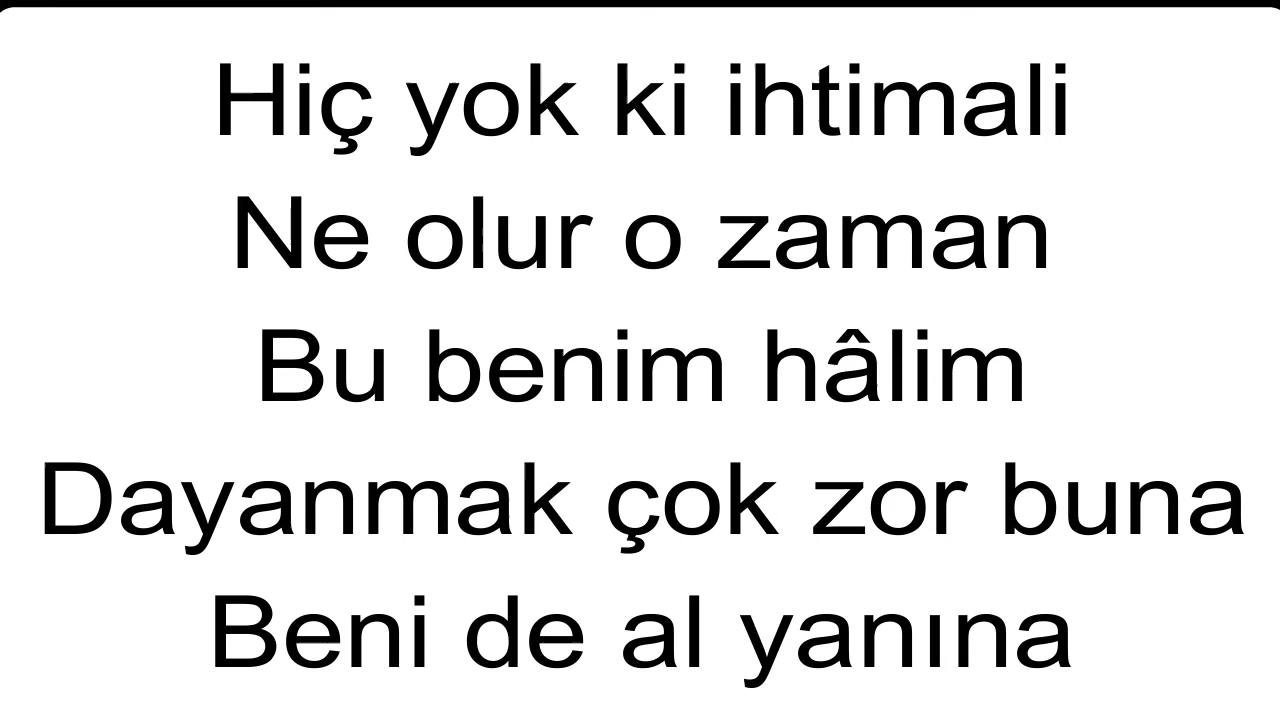 Hiç yok ki ihtimali
Ne olur o zaman
Bu benim hâlim
Dayanmak çok zor buna
Beni de al yanına